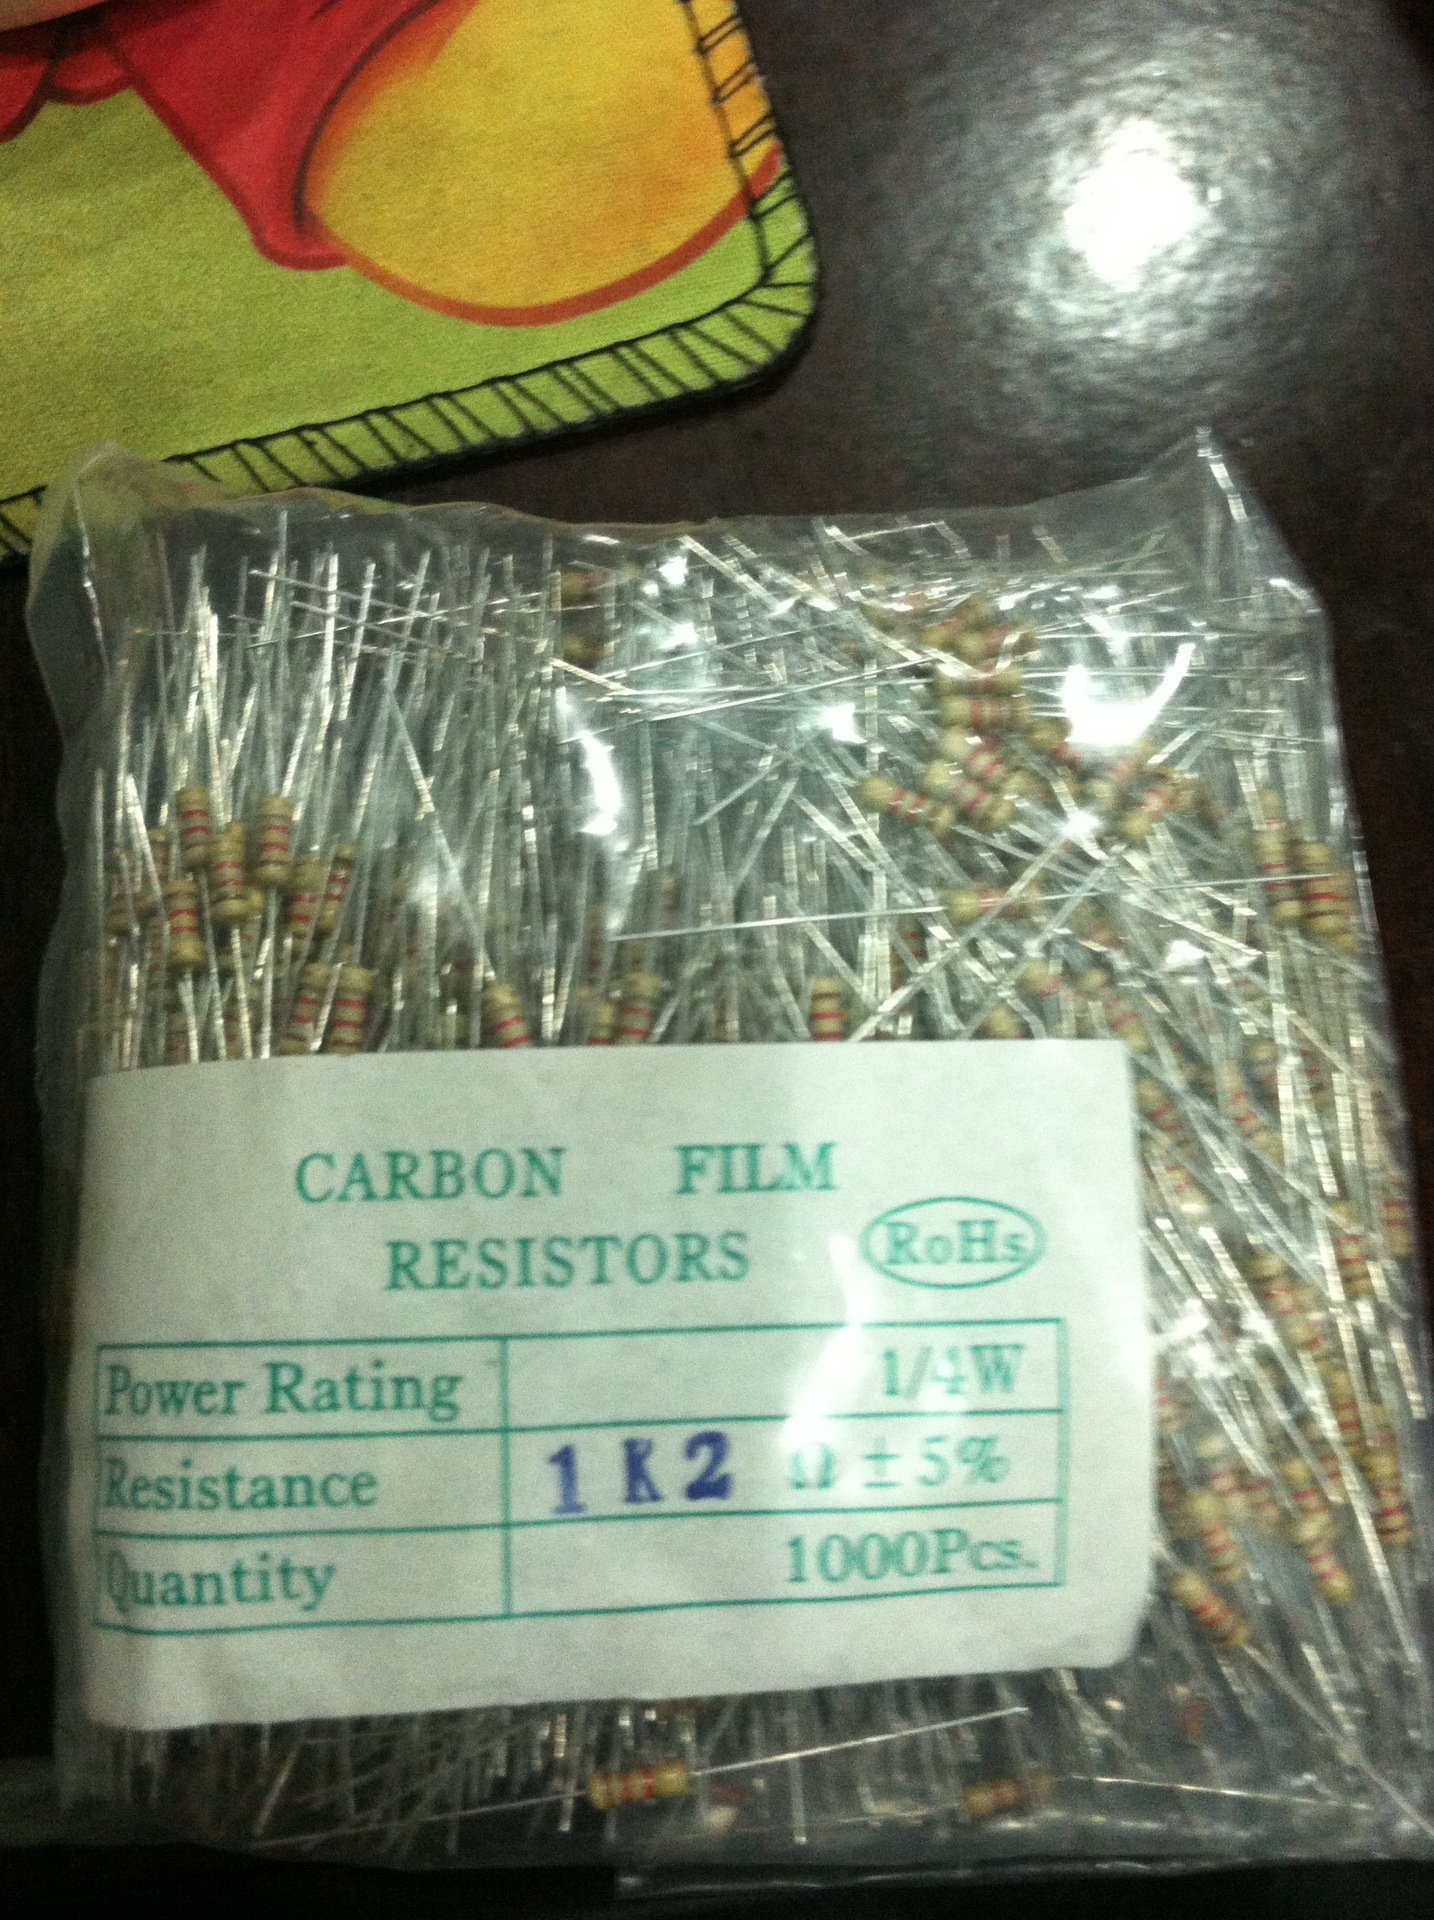 CARBON FILM
RESISTORS RoHs
Power Rating 1/4W
Resistance 1K2 Ω ±5%
Quantity 1000Pcs.